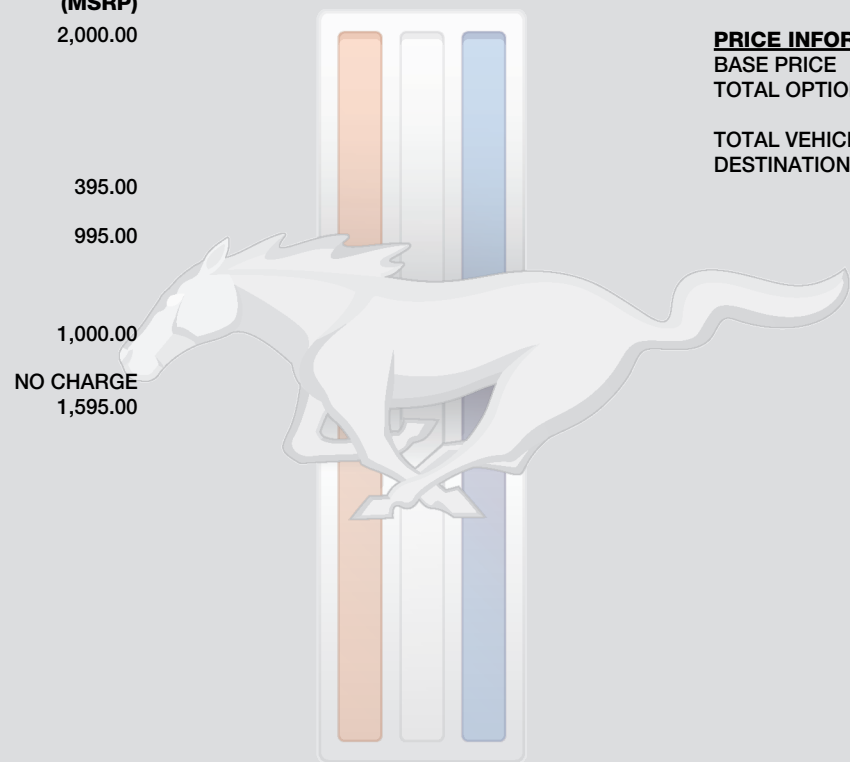 (MSRP)
2,000.00
395.00
995.00
1,000.00
NO CHARGE
1,595.00
PRICE INFOR
BASE PRICE
TOTAL OPTIO
TOTAL VEHIC
DESTINATION